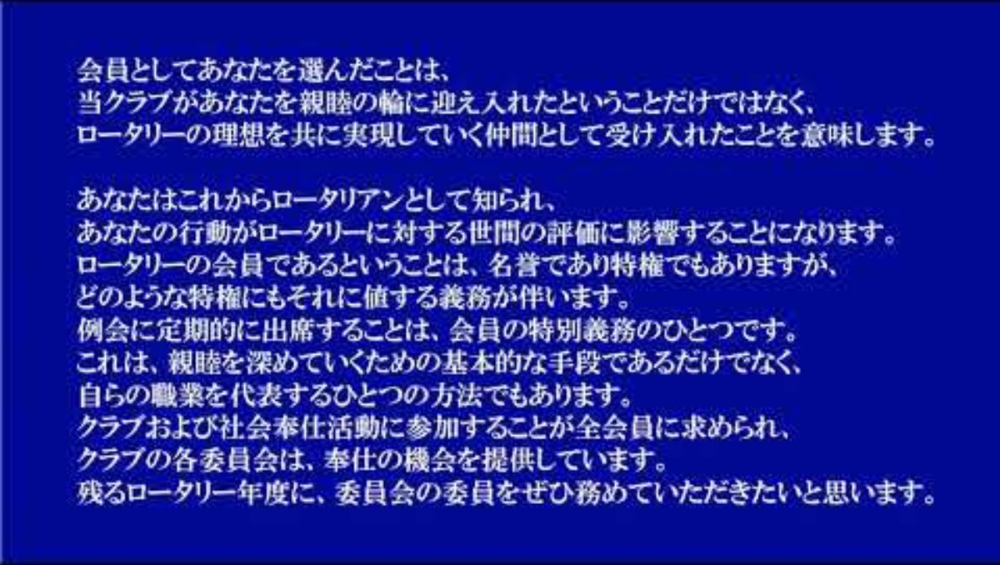 会員としてあなたを選んだことは、
当クラブがあなたを親睦の輪に迎え入れたということだけではなく、
ロータリーの理想を共に実現していく仲間として受け入れたことを意味します。
あなたはこれからロータリアンとして知られ、
あなたの行動がロータリーに対する世間の評価に影響することになります。
ロータリーの会員であるということは、名誉であり特権でもありますが、
どのような特権にもそれに値する義務が伴います。
例会に定期的に出席することは、会員の特別義務のひとつです。
これは、親睦を深めていくための基本的な手段であるだけでなく、
自らの職業を代表するひとつの方法でもあります。
クラブおよび社会奉仕活動に参加することが全会員に求められ、
クラブの各委員会は、奉仕の機会を提供しています。
残るロータリー年度に、委員会の委員をぜひ務めていただきたいと思います。